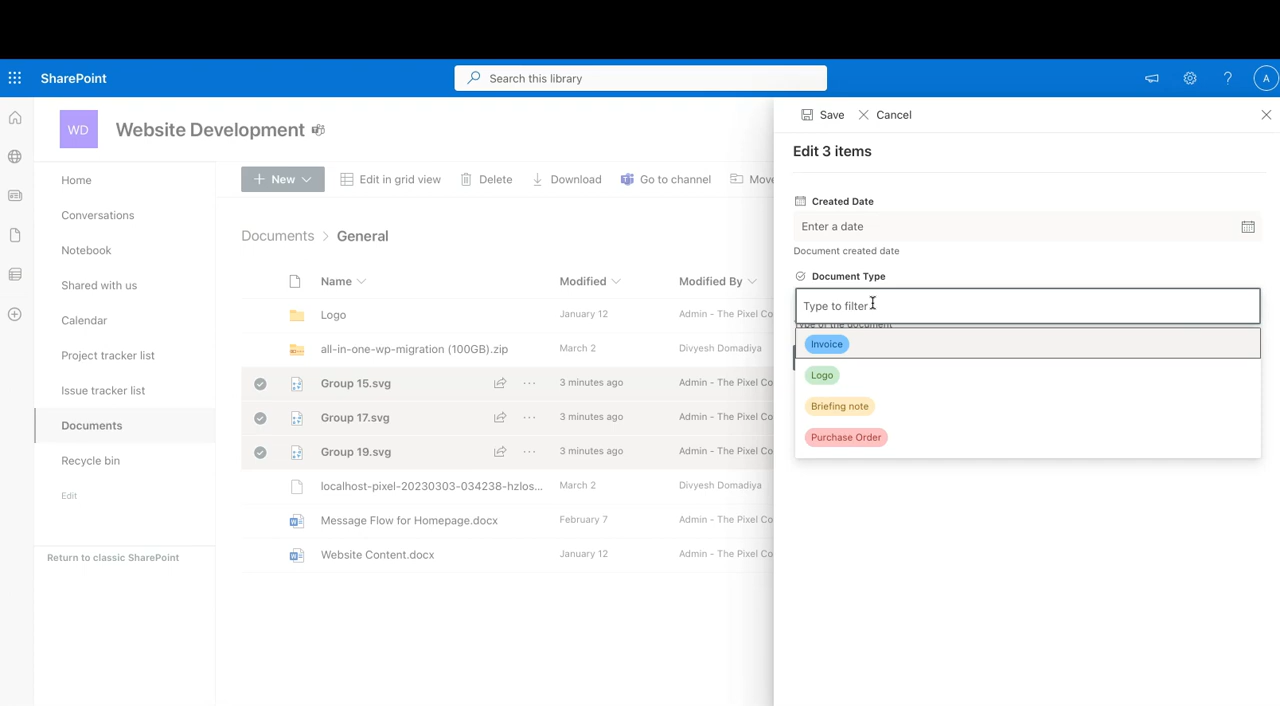 SharePoint
Search this library
A
WD
Website Development
Home
Conversations
Notebook
Shared with us
Calendar
Project tracker list
Issue tracker list
Documents
Recycle bin
Edit
Return to classic SharePoint
+ New Edit in grid view Delete Download Go to channel Move
Documents > General
Name Modified Modified By
Logo January 12 Admin - The Pixel Co
all-in-one-wp-migration (100GB).zip March 2 Divyesh Domadiya
Group 15.svg ... 3 minutes ago Admin - The Pixel Co
Group 17.svg ... 3 minutes ago Admin - The Pixel Co
Group 19.svg ... 3 minutes ago Admin - The Pixel Co
localhost-pixel-20230303-034238-hzlos... March 2 Divyesh Domadiya
Message Flow for Homepage.docx February 7 Admin - The Pixel Co
Website Content.docx January 12 Admin - The Pixel Co
Save Cancel
Edit 3 items
Created Date
Enter a date
Document created date
Document Type
Type to filter
Type of the document
Invoice
Logo
Briefing note
Purchase Order